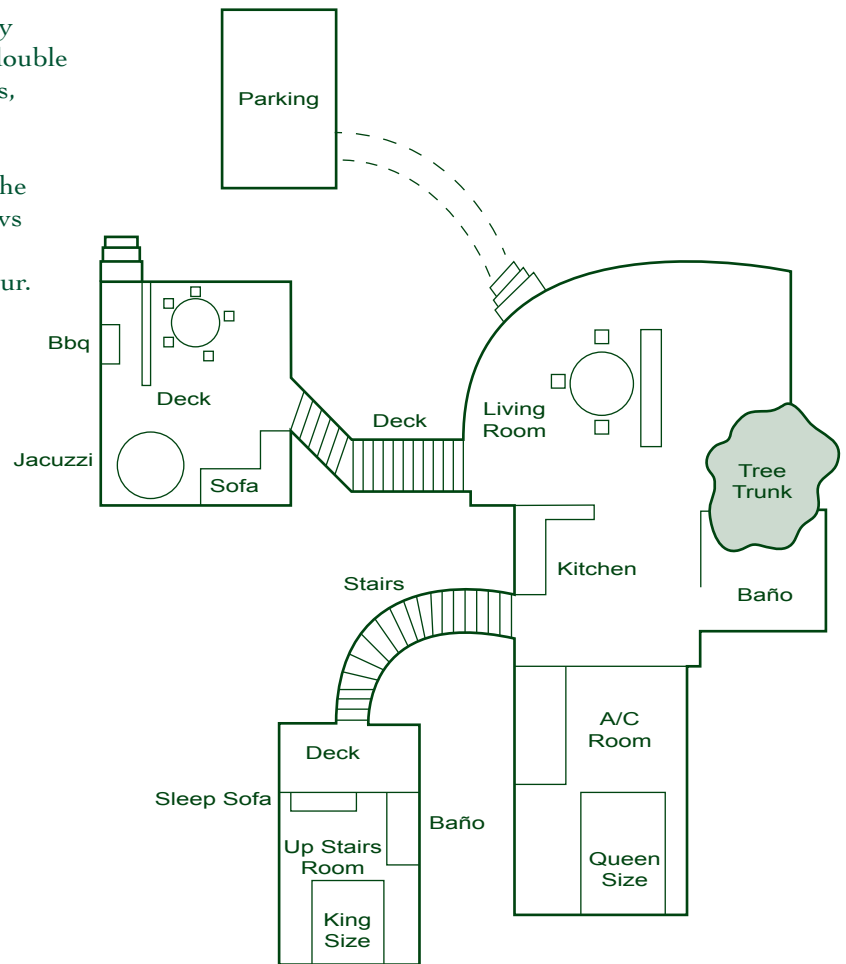 double
Parking
Bbq
Deck
Jacuzzi
Sofa
Deck
Living
Room
Tree
Trunk
Kitchen
Baño
Stairs
A/C
Room
Deck
Sleep Sofa
Baño
Up Stairs
Room
Queen
Size
King
Size